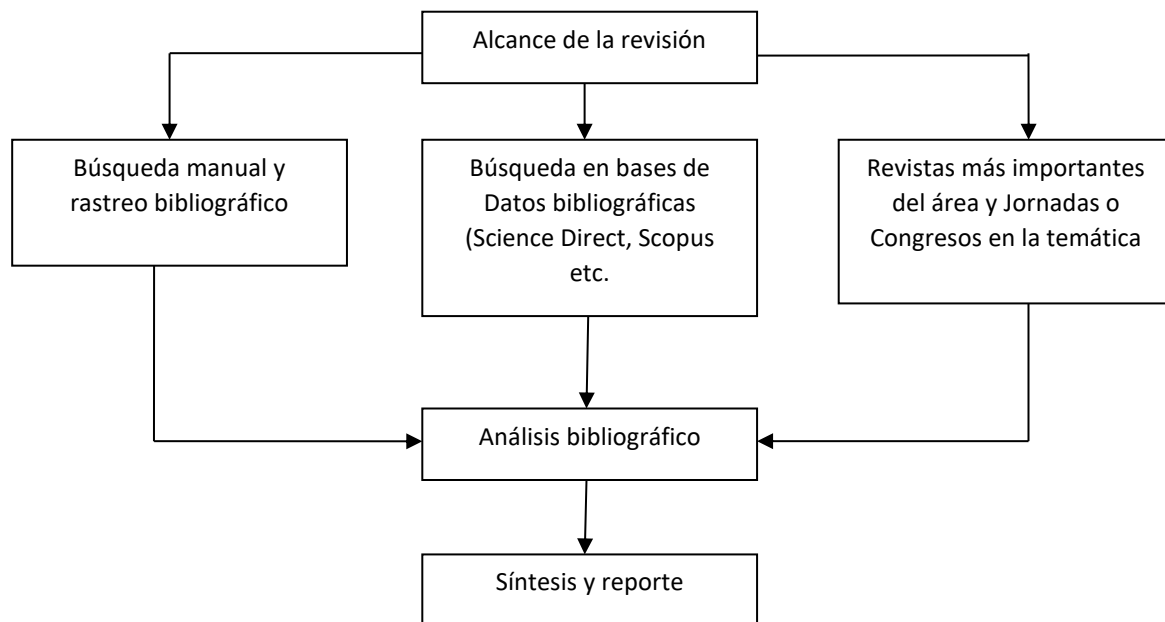 Alcance de la revisión
Búsqueda manual y
rastreo bibliográfico
Búsqueda en bases de
Datos bibliográficas
(Science Direct, Scopus
etc.
Revistas más importantes
del área y Jornadas o
Congresos en la temática
Análisis bibliográfico
Síntesis y reporte